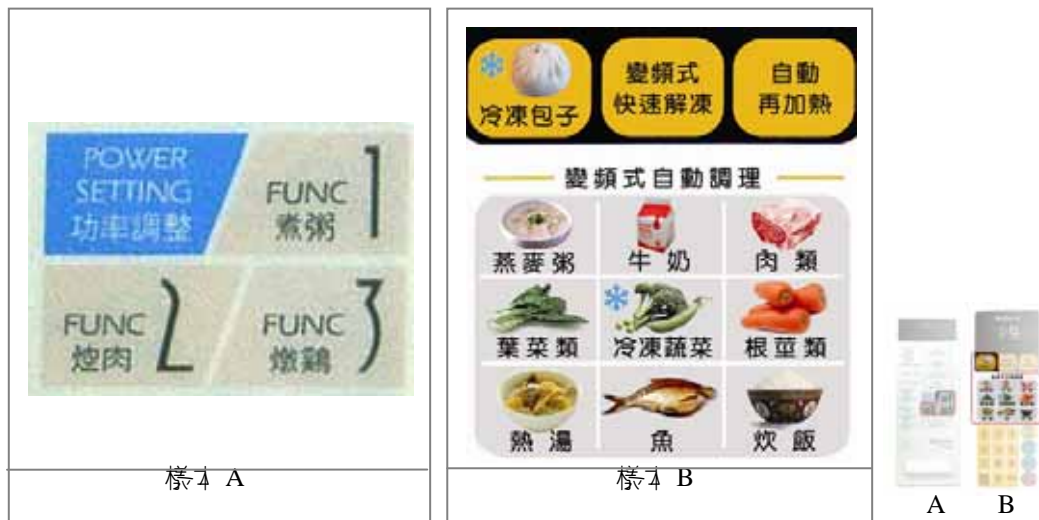 POWER
SETTING
功率調整
FUNC 1
煮粥
FUNC 2
焢肉
FUNC 3
燉鷄
樣本 A
冷凍包子
變頻式
快速解凍
自動
再加熱
變頻式自動調理
燕麥粥
牛奶
肉類
葉菜類
冷凍蔬菜
根莖類
熱湯
魚
炊飯
樣本 B
A
B